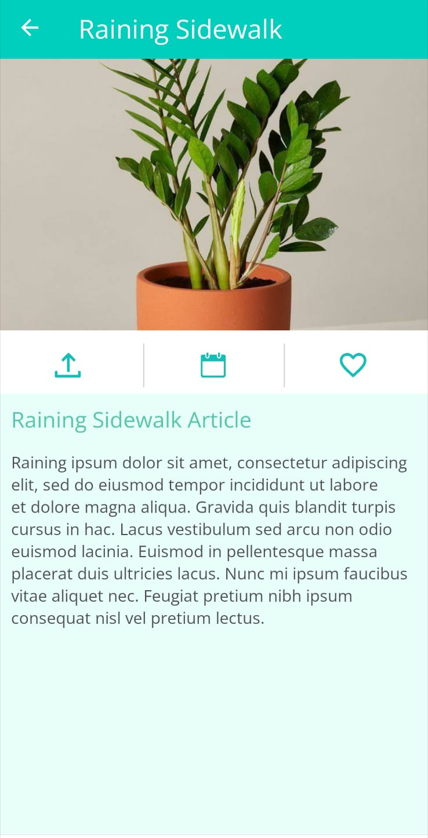 Raining Sidewalk
Raining Sidewalk Article
Raining ipsum dolor sit amet, consectetur adipiscing
elit, sed do eiusmod tempor incididunt ut labore
et dolore magna aliqua. Gravida quis blandit turpis
cursus in hac. Lacus vestibulum sed arcu non odio
euismod lacinia. Euismod in pellentesque massa
placerat duis ultricies lacus. Nunc mi ipsum faucibus
vitae aliquet nec. Feugiat pretium nibh ipsum
consequat nisl vel pretium lectus.